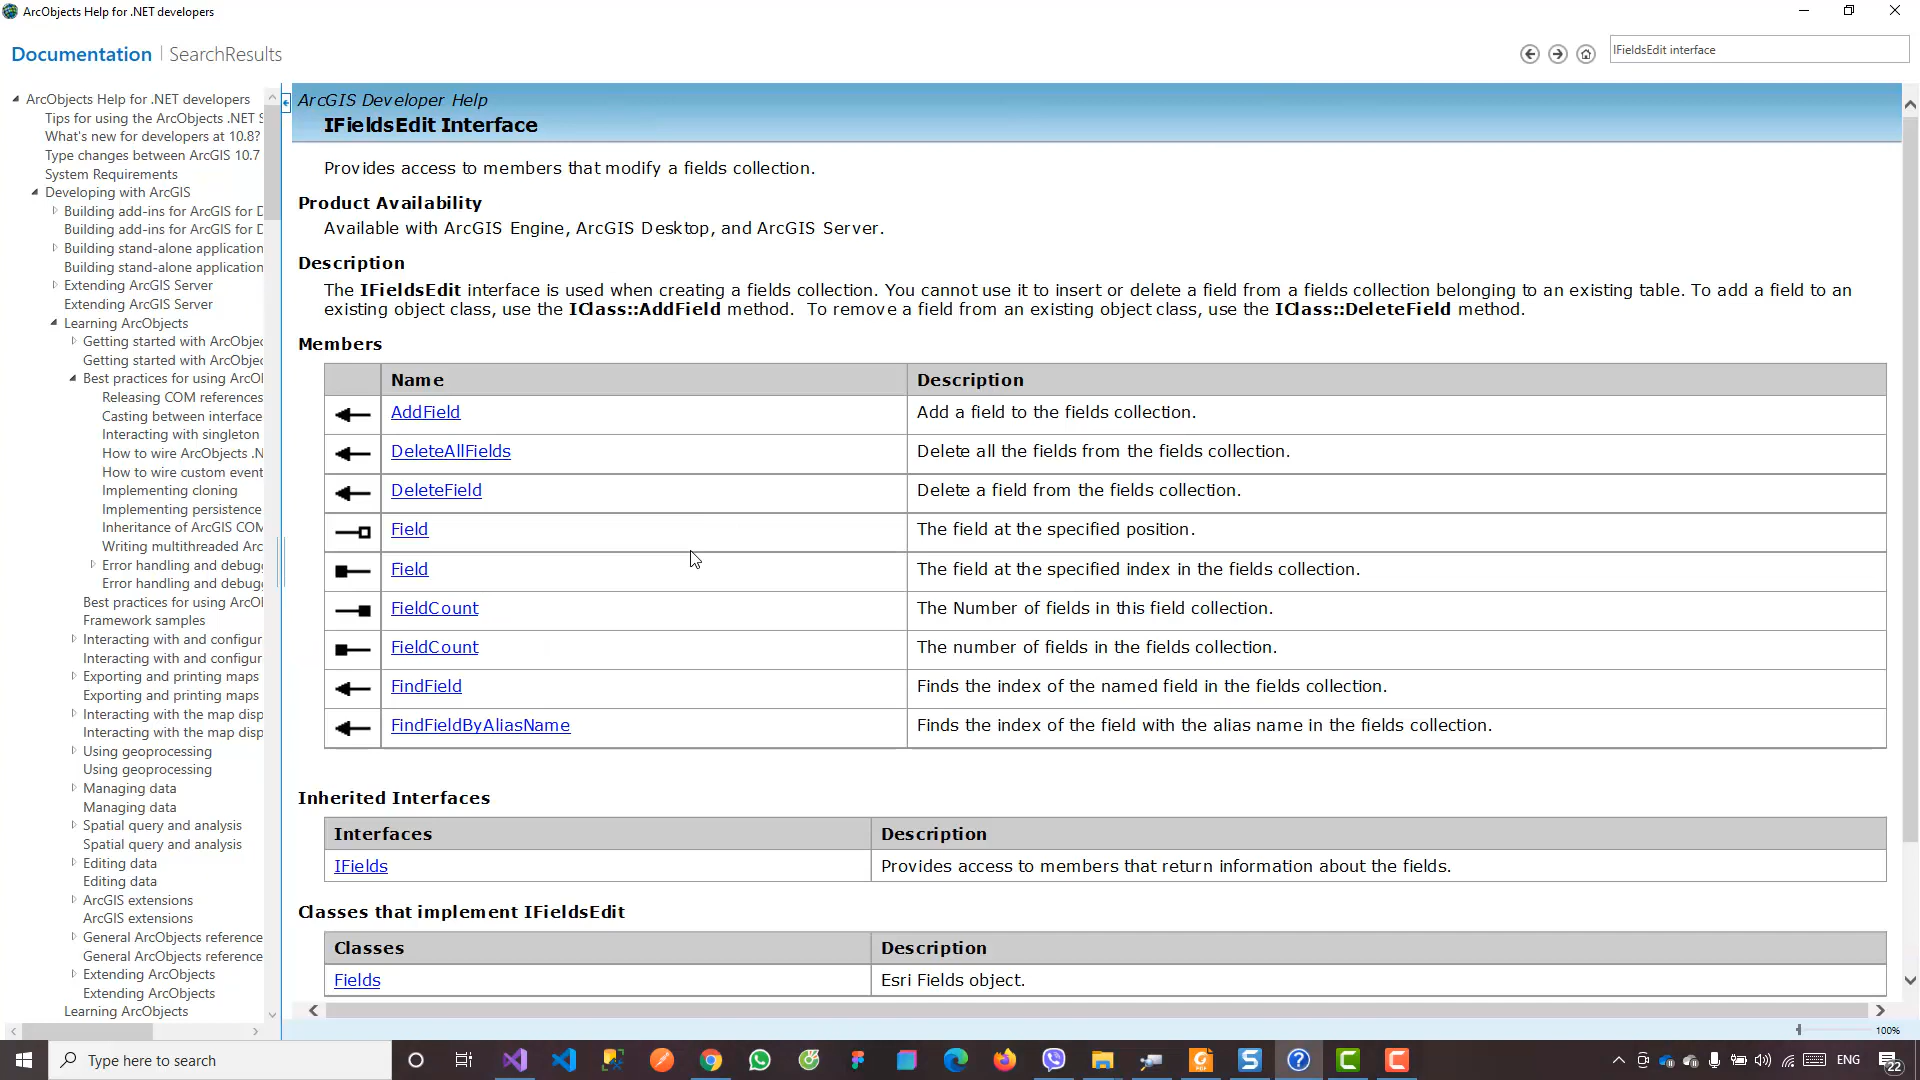 ArcObjects Help for .NET developers
Documentation | SearchResults
IFieldsEdit interface
ArcObjects Help for .NET developers
Tips for using the ArcObjects .NET S
What's new for developers at 10.8?
Type changes between ArcGIS 10.7
System Requirements
Developing with ArcGIS
Building add-ins for ArcGIS for D
Building add-ins for ArcGIS for D
Building stand-alone application
Building stand-alone application
Extending ArcGIS Server
Extending ArcGIS Server
Learning ArcObjects
Getting started with ArcObjec
Getting started with ArcObjec
Best practices for using ArcO
Releasing COM references
Casting between interface
Interacting with singleton
How to wire ArcObjects .N
How to wire custom event
Implementing cloning
Implementing persistence
Inheritance of ArcGIS COM
Writing multithreaded Arc
Error handling and debug
Error handling and debug
Best practices for using ArcO
Framework samples
Interacting with and configur
Interacting with and configur
Exporting and printing maps
Exporting and printing maps
Interacting with the map disp
Interacting with the map disp
Using geoprocessing
Using geoprocessing
Managing data
Managing data
Spatial query and analysis
Spatial query and analysis
Editing data
Editing data
ArcGIS extensions
ArcGIS extensions
General ArcObjects reference
General ArcObjects reference
Extending ArcObjects
Extending ArcObjects
Learning ArcObjects
ArcGIS Developer Help
IFieldsEdit Interface
Provides access to members that modify a fields collection.
Product Availability
Available with ArcGIS Engine, ArcGIS Desktop, and ArcGIS Server.
Description
The IFieldsEdit interface is used when creating a fields collection. You cannot use it to insert or delete a field from a fields collection belonging to an existing table. To add a field to an
existing object class, use the IClass::AddField method.  To remove a field from an existing object class, use the IClass::DeleteField method.
Members
Name Description
AddField Add a field to the fields collection.
DeleteAllFields Delete all the fields from the fields collection.
DeleteField Delete a field from the fields collection.
Field The field at the specified position.
Field The field at the specified index in the fields collection.
FieldCount The Number of fields in this field collection.
FieldCount The number of fields in the fields collection.
FindField Finds the index of the named field in the fields collection.
FindFieldByAliasName Finds the index of the field with the alias name in the fields collection.
Inherited Interfaces
Interfaces Description
IFields Provides access to members that return information about the fields.
Classes that implement IFieldsEdit
Classes Description
Fields Esri Fields object.
100%
Type here to search
ENG
22